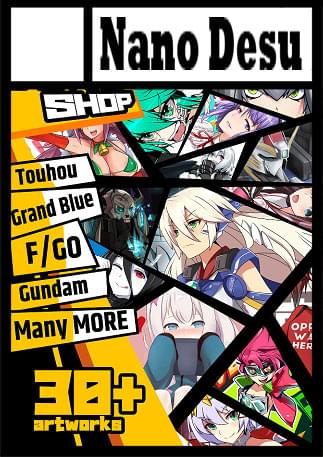 Nano Desu
SHOP
Touhou
Grand Blue
F/GO
Gundam
Many MORE
30+
artworks